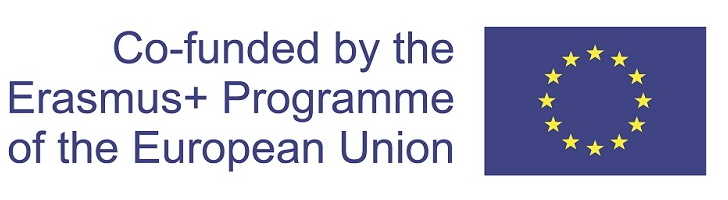 Co-funded by the
Erasmus+ Programme
of the European Union